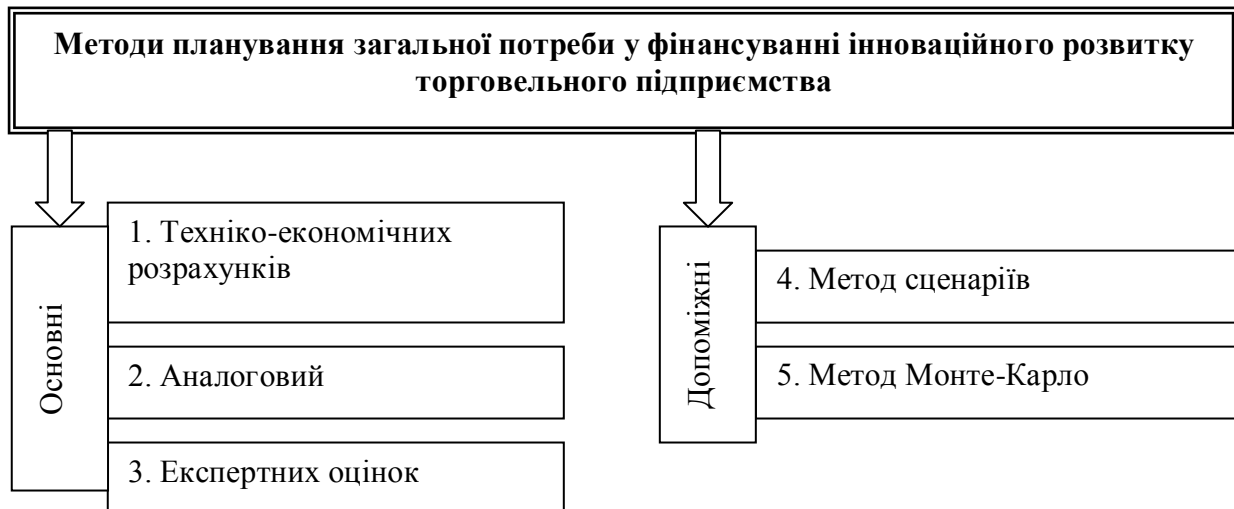 Методи планування загальної потреби у фінансуванні інноваційного розвитку
торговельного підприємства
Основні
1. Техніко-економічних
розрахунків
2. Аналоговий
3. Експертних оцінок
Допоміжні
4. Метод сценаріїв
5. Метод Монте-Карло